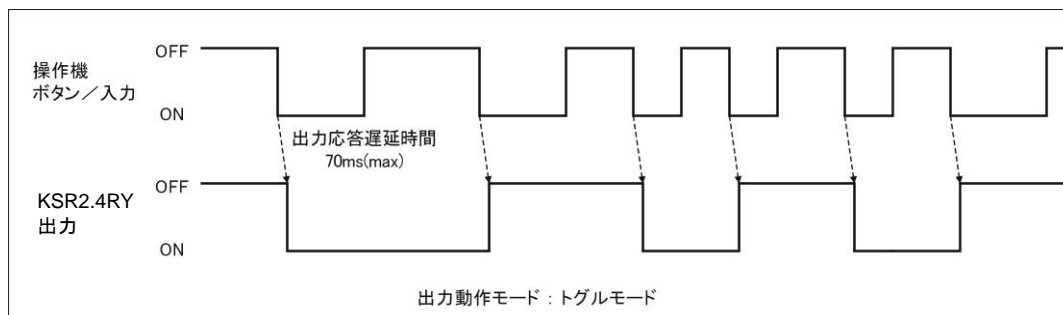 OFF
操作機
ボタン／入力
ON
出力応答遅延時間
70ms(max)
OFF
KSR2.4RY
出力
ON
出力動作モード：トグルモード